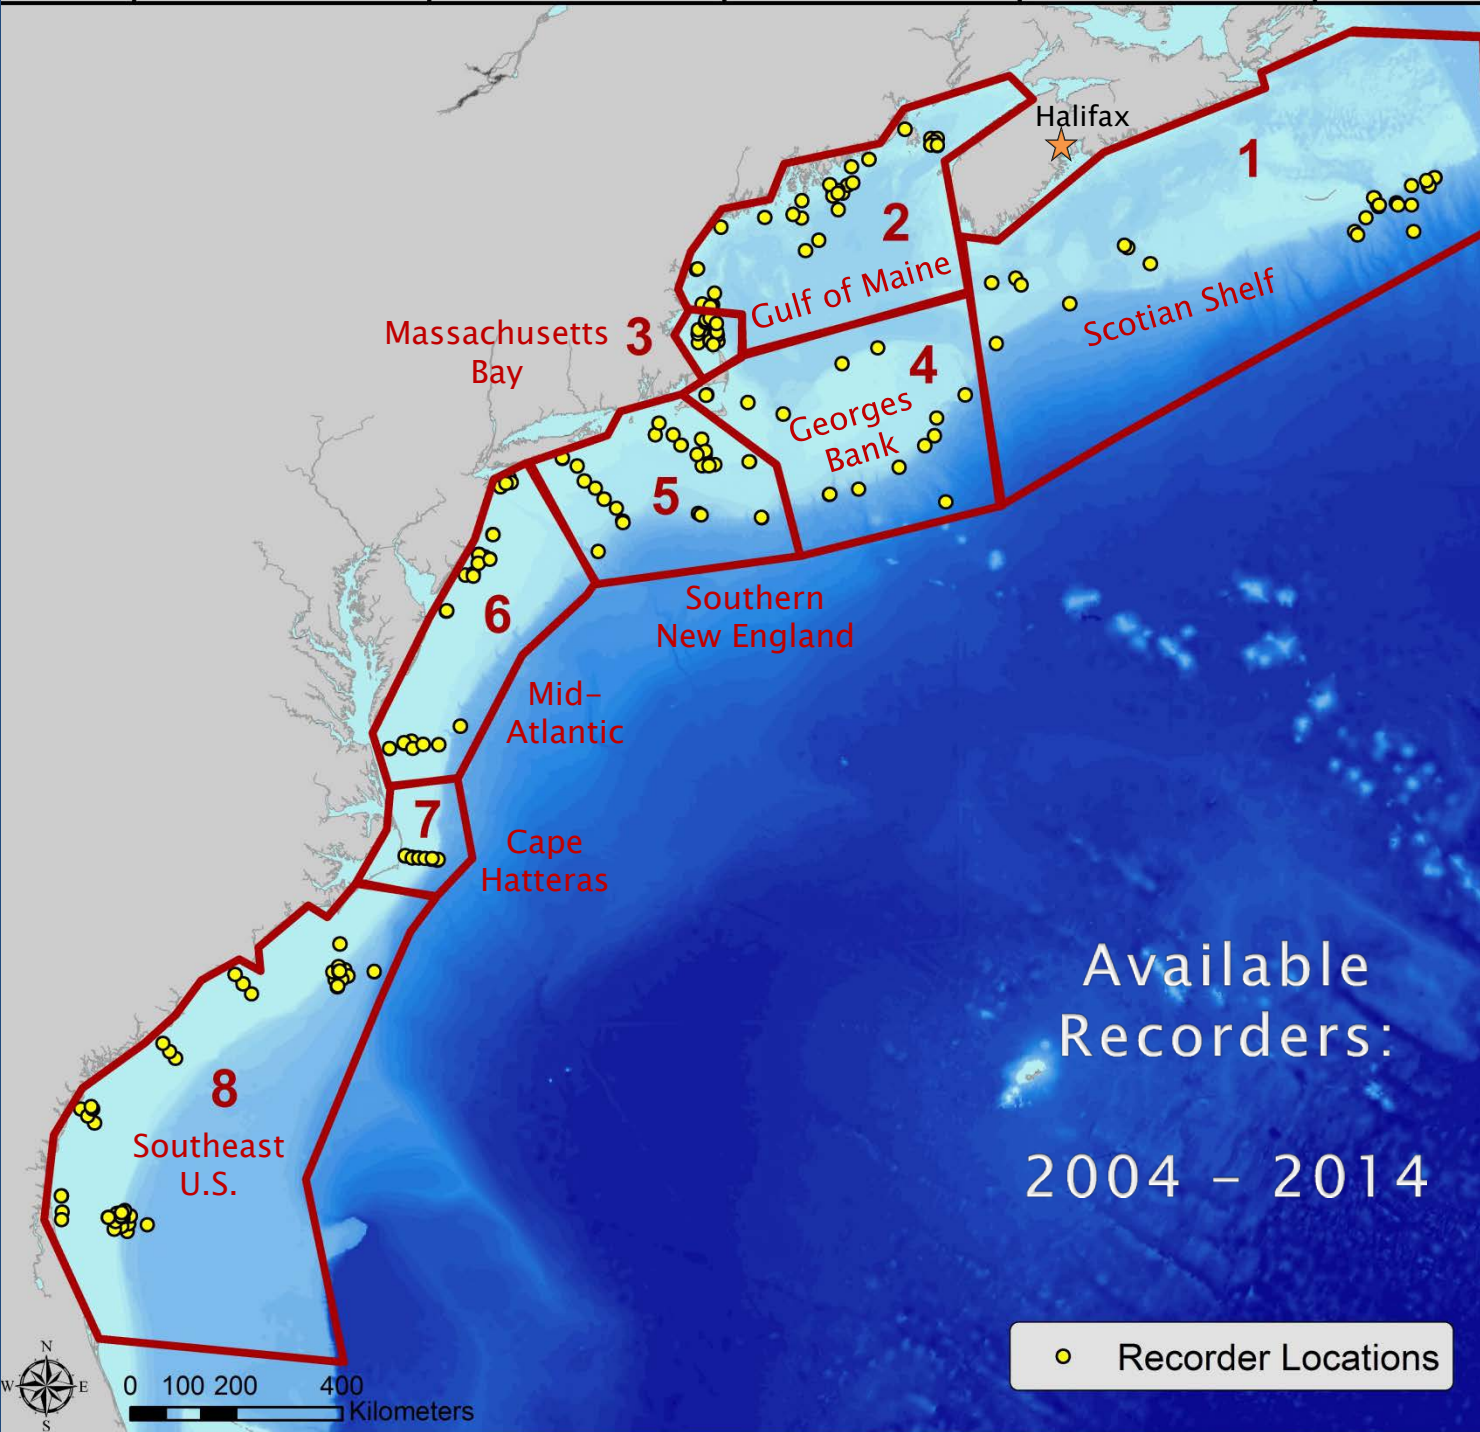 Halifax
1
2
Gulf of Maine
Scotian Shelf
Massachusetts
Bay
3
4
Georges
Bank
5
Southern
New England
6
Mid-
Atlantic
7
Cape
Hatteras
8
Southeast
U.S.
Available
Recorders:
2004 – 2014
Recorder Locations
N
W
E
S
0 100 200 400
Kilometers